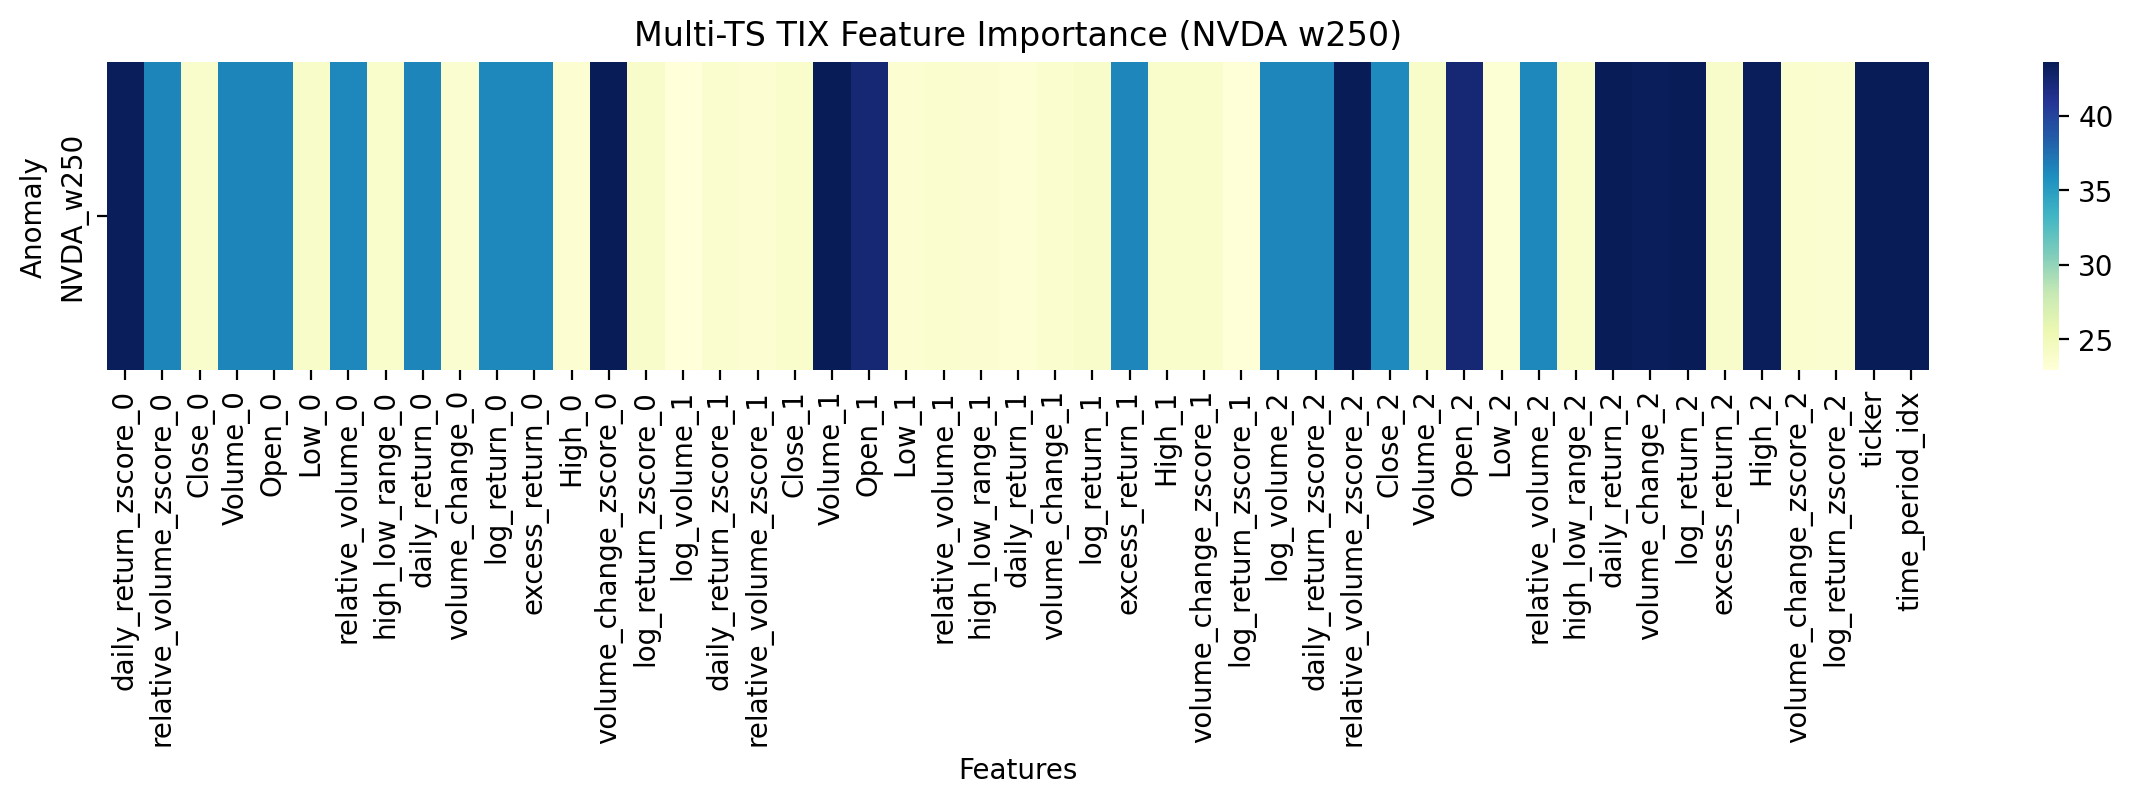 Multi-TS TIX Feature Importance (NVDA w250)
Anomaly
NVDA_w250
40
35
30
25
daily_return_zscore_0
relative_volume_zscore_0
Close_0
Volume_0
Open_0
Low_0
relative_volume_0
high_low_range_0
daily_return_0
volume_change_0
log_return_0
excess_return_0
High_0
volume_change_zscore_0
log_return_zscore_0
log_volume_1
daily_return_zscore_1
relative_volume_zscore_1
Close_1
Volume_1
Open_1
Low_1
relative_volume_1
high_low_range_1
daily_return_1
volume_change_1
log_return_1
excess_return_1
High_1
volume_change_zscore_1
log_return_zscore_1
log_volume_2
daily_return_zscore_2
relative_volume_zscore_2
Close_2
Volume_2
Open_2
Low_2
relative_volume_2
high_low_range_2
daily_return_2
volume_change_2
log_return_2
excess_return_2
High_2
volume_change_zscore_2
log_return_zscore_2
ticker
time_period_idx
Features